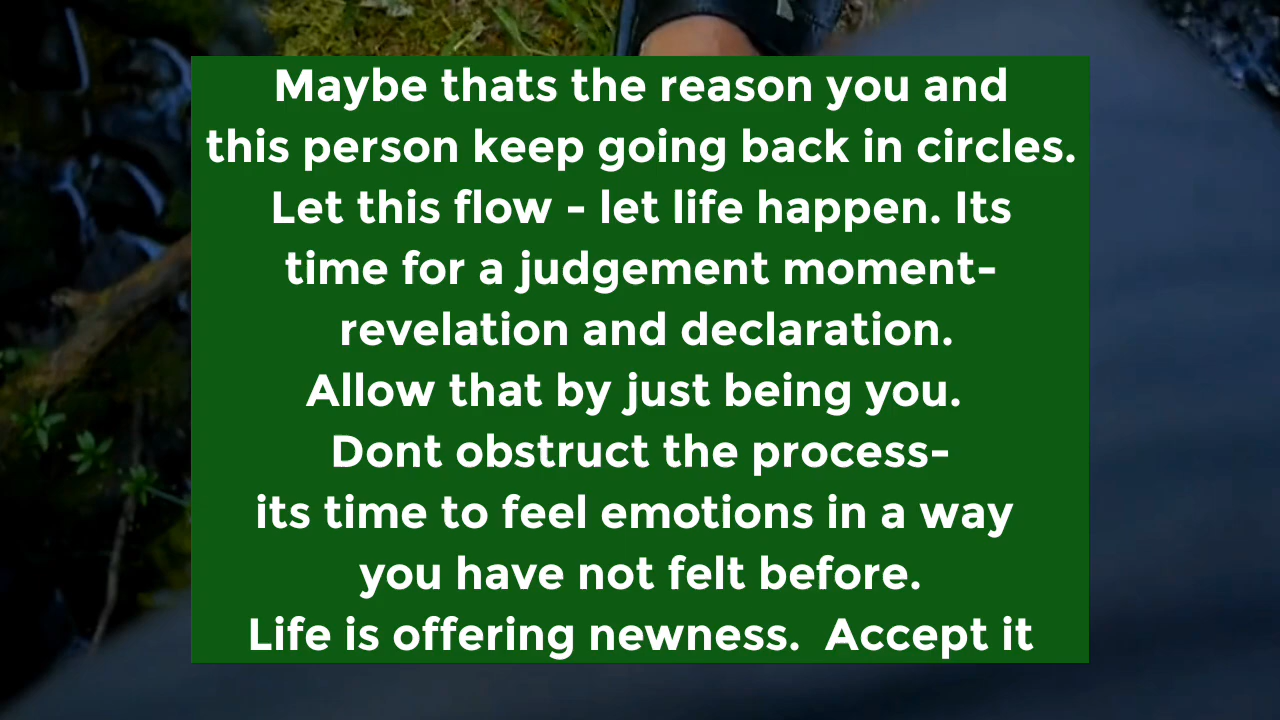 Maybe thats the reason you and
this person keep going back in circles.
Let this flow - let life happen. Its
time for a judgement moment-
revelation and declaration.
Allow that by just being you.
Dont obstruct the process-
its time to feel emotions in a way
you have not felt before.
Life is offering newness.  Accept it